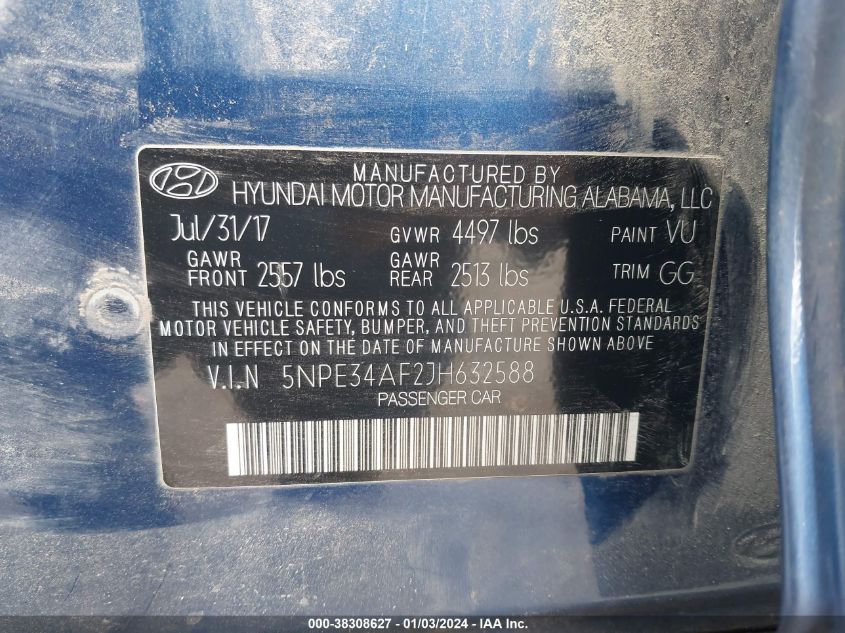 MANUFACTURED BY
HYUNDAI MOTOR MANUFACTURING ALABAMA, LLC
Jul/31/17 GVWR 4497 lbs PAINT VU
GAWR FRONT 2557 lbs GAWR REAR 2513 lbs TRIM GG
THIS VEHICLE CONFORMS TO ALL APPLICABLE U.S.A. FEDERAL
MOTOR VEHICLE SAFETY, BUMPER, AND THEFT PREVENTION STANDARDS
IN EFFECT ON THE DATE OF MANUFACTURE SHOWN ABOVE
V.I.N 5NPE34AF2JH632588
PASSENGER CAR
000-38308627 - 01/03/2024 - IAA Inc.